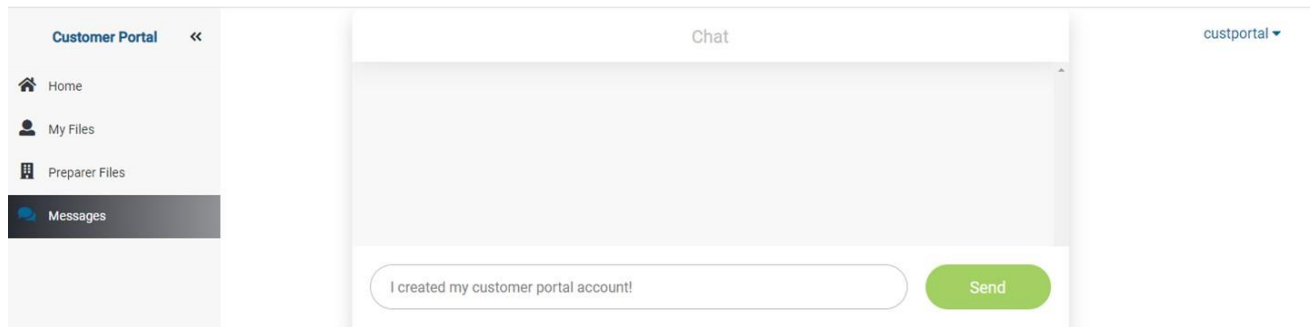 Customer Portal
Home
My Files
Preparer Files
Messages
Chat
I created my customer portal account!
Send
custportal